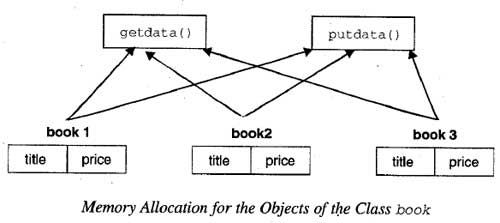 getdata() putdata()
book 1 book2 book 3
title price title price title price
Memory Allocation for the Objects of the Class book